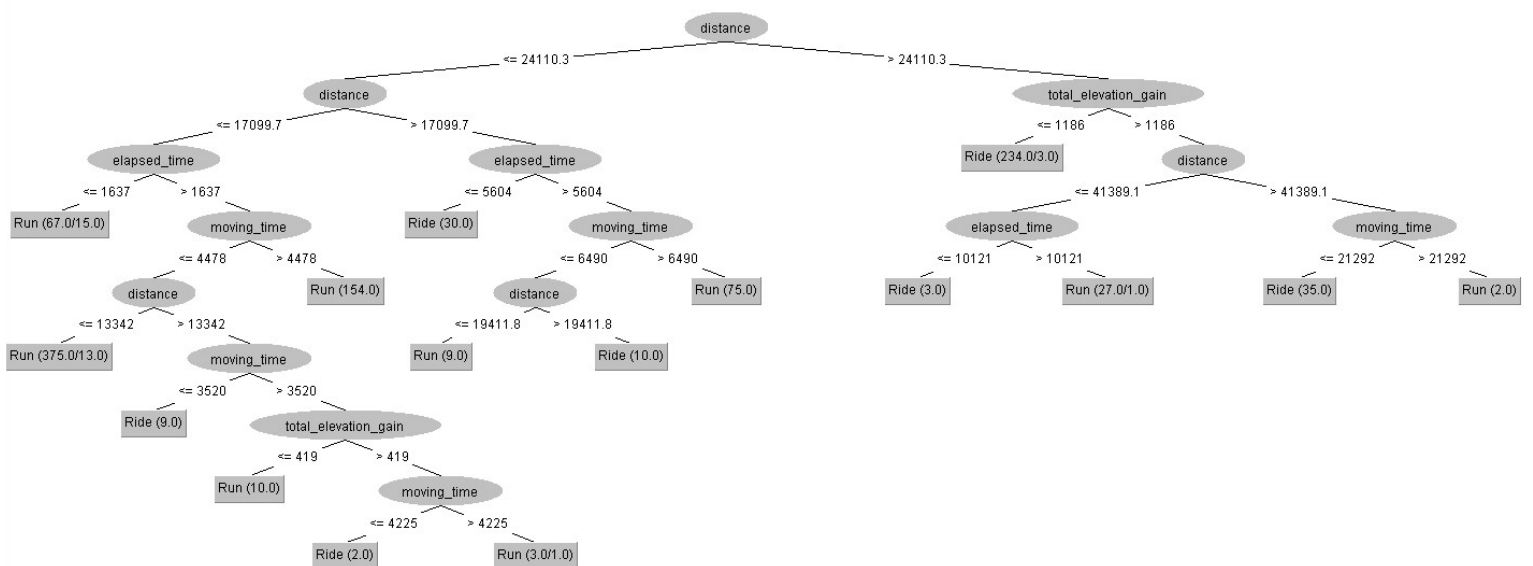 distance
<= 24110.3 > 24110.3
distance total_elevation_gain
<= 17099.7 > 17099.7 <= 1186 > 1186
elapsed_time elapsed_time Ride (234.0/3.0) distance
<= 1637 > 1637 <= 5604 > 5604 <= 41389.1 > 41389.1
Run (67.0/15.0) moving_time Ride (30.0) moving_time elapsed_time moving_time
<= 4478 > 4478 <= 6490 > 6490 <= 10121 > 10121 <= 21292 > 21292
distance Run (154.0) distance Run (75.0) Ride (3.0) Run (27.0/1.0) Ride (35.0) Run (2.0)
<= 13342 > 13342 <= 19411.8 > 19411.8
Run (375.0/13.0) moving_time Run (9.0) Ride (10.0)
<= 3520 > 3520
Ride (9.0) total_elevation_gain
<= 419 > 419
Run (10.0) moving_time
<= 4225 > 4225
Ride (2.0) Run (3.0/1.0)